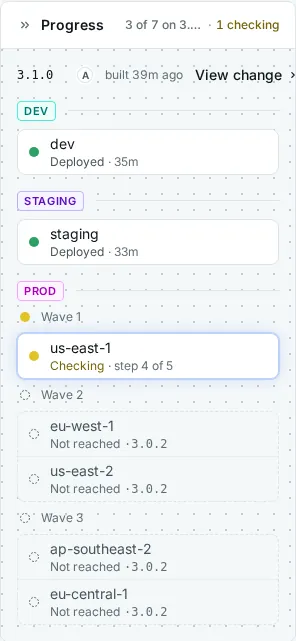 » Progress 3 of 7 on 3.... · 1 checking
3.1.0 A built 39m ago View change ›
DEV
dev
Deployed · 35m
STAGING
staging
Deployed · 33m
PROD
Wave 1
us-east-1
Checking · step 4 of 5
Wave 2
eu-west-1
Not reached · 3.0.2
us-east-2
Not reached · 3.0.2
Wave 3
ap-southeast-2
Not reached · 3.0.2
eu-central-1
Not reached · 3.0.2